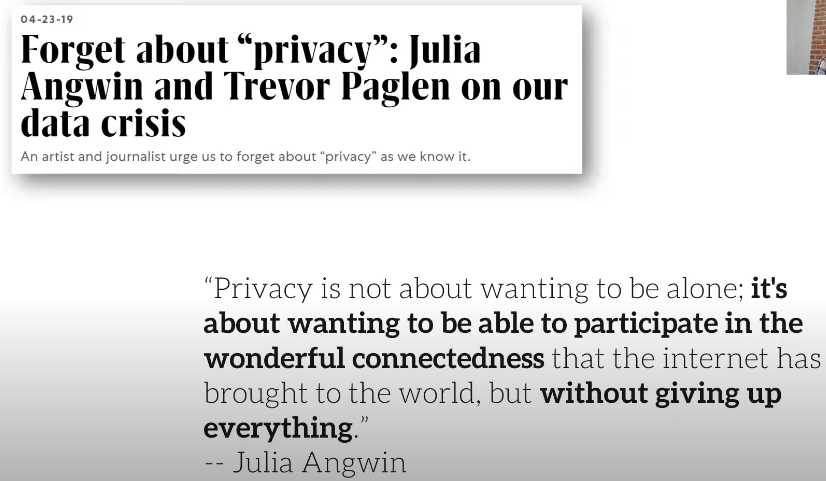 04-23-19
Forget about “privacy”: Julia
Angwin and Trevor Paglen on our
data crisis
An artist and journalist urge us to forget about “privacy” as we know it.
“Privacy is not about wanting to be alone; it's
about wanting to be able to participate in the
wonderful connectedness that the internet has
brought to the world, but without giving up
everything.”
-- Julia Angwin